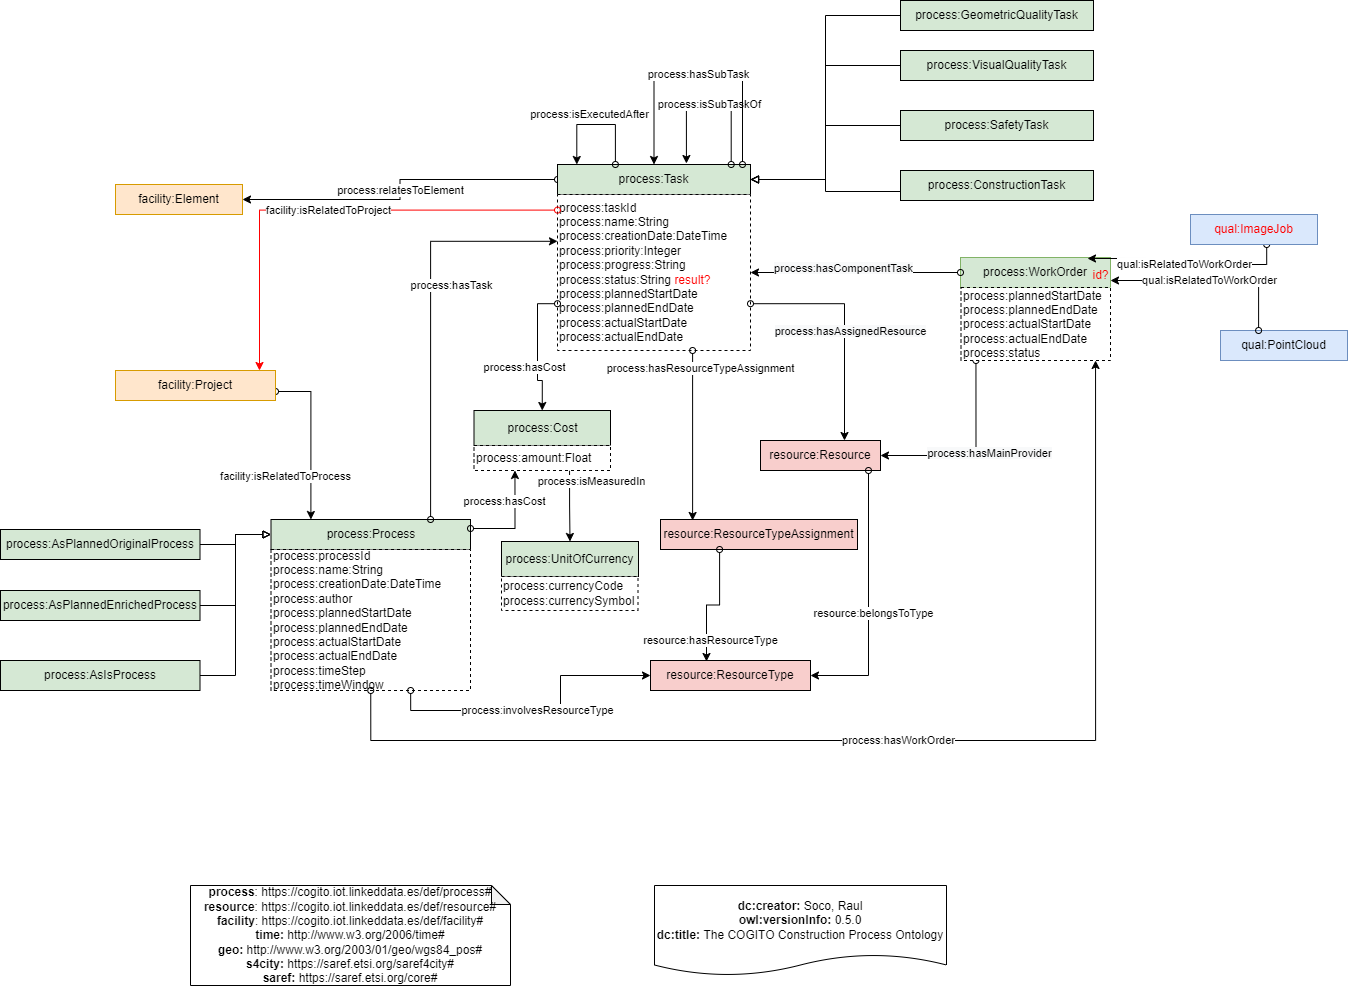 process:GeometricQualityTask
process:VisualQualityTask
process:SafetyTask
process:ConstructionTask
process:hasSubTask
process:isSubTaskOf
process:isExecutedAfter
process:Task
process:taskId
process:name:String
process:creationDate:DateTime
process:priority:Integer
process:progress:String
process:status:String result?
process:plannedStartDate
process:plannedEndDate
process:actualStartDate
process:actualEndDate
process:relatesToElement
facility:Element
facility:isRelatedToProject
process:hasTask
process:hasComponentTask
process:WorkOrder id?
process:plannedStartDate
process:plannedEndDate
process:actualStartDate
process:actualEndDate
process:status
qual:ImageJob
qual:isRelatedToWorkOrder
qual:isRelatedToWorkOrder
qual:PointCloud
process:hasAssignedResource
process:hasCost
process:hasResourceTypeAssignment
facility:Project
process:Cost
process:amount:Float
resource:Resource
process:hasMainProvider
facility:isRelatedToProcess
process:isMeasuredIn
process:hasCost
process:Process
process:processId
process:name:String
process:creationDate:DateTime
process:author
process:plannedStartDate
process:plannedEndDate
process:actualStartDate
process:actualEndDate
process:timeStep
process:timeWindow
process:AsPlannedOriginalProcess
process:AsPlannedEnrichedProcess
process:AsIsProcess
process:UnitOfCurrency
process:currencyCode
process:currencySymbol
resource:ResourceTypeAssignment
resource:belongsToType
resource:hasResourceType
resource:ResourceType
process:involvesResourceType
process:hasWorkOrder
process: https://cogito.iot.linkeddata.es/def/process#
resource: https://cogito.iot.linkeddata.es/def/resource#
facility: https://cogito.iot.linkeddata.es/def/facility#
time: http://www.w3.org/2006/time#
geo: http://www.w3.org/2003/01/geo/wgs84_pos#
s4city: https://saref.etsi.org/saref4city#
saref: https://saref.etsi.org/core#
dc:creator: Soco, Raul
owl:versionInfo: 0.5.0
dc:title: The COGITO Construction Process Ontology